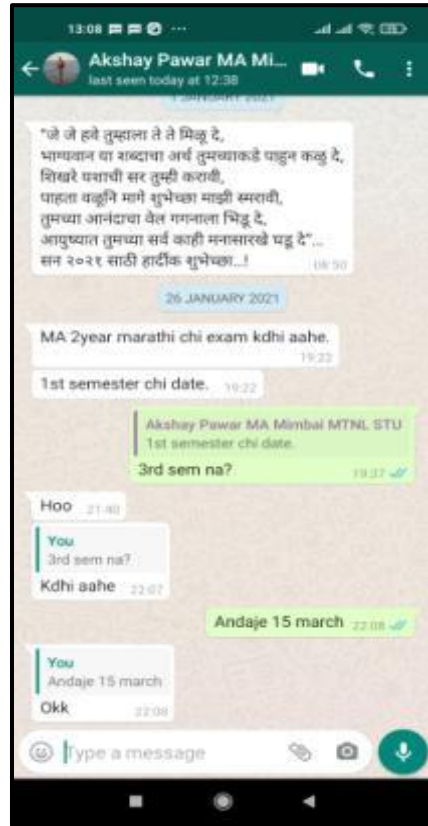 13:08
Akshay Pawar MA Mi...
last seen today at 12:38
1 JANUARY 2021
"जे जे हवे तुम्हाला ते ते मिळू दे,
भाग्यवान या शब्दाचा अर्थ तुमच्याकडे पाहुन कळू दे,
शिखरे यशाची सर तुम्ही करावी,
पाहता वळूनि मागे शुभेच्छा माझी स्मरावी,
तुमच्या आनंदाचा वेल गगनाला भिडू दे,
आयुष्यात तुमच्या सर्व काही मनासारखे घडू दे"...
सन २०२१ साठी हार्दीक शुभेच्छा...!
08:50
26 JANUARY 2021
MA 2year marathi chi exam kdhi aahe.
19:22
1st semester chi date. 19:22
Akshay Pawar MA Mimbai MTNL STU
1st semester chi date.
3rd sem na? 19:37
Hoo 21:40
You
3rd sem na?
Kdhi aahe 22:07
Andaje 15 march 22:08
You
Andaje 15 march
Okk 22:08
Type a message